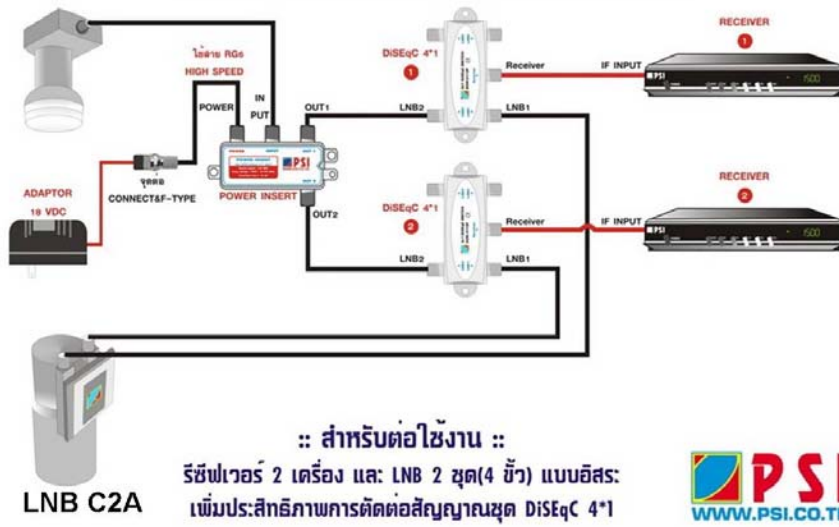 DiSEqC 4*1
1
Receiver
LNB2
LNB1
RECEIVER
1
IF INPUT
PSI
1500
ใช้สาย RG6
HIGH SPEED
POWER
IN
PUT
OUT1
PSI
POWER INSERT
OUT2
จุดต่อ
CONNECT&F-TYPE
ADAPTOR
18 VDC
DiSEqC 4*1
2
Receiver
LNB2
LNB1
RECEIVER
2
IF INPUT
PSI
1500
LNB C2A
:: สำหรับต่อใช้งาน ::
รีซีฟเวอร์ 2 เครื่อง และ LNB 2 ชุด(4 ขั้ว) แบบอิสระ
เพิ่มประสิทธิภาพการตัดต่อสัญญาณชุด DiSEqC 4*1
PSI
WWW.PSI.CO.T